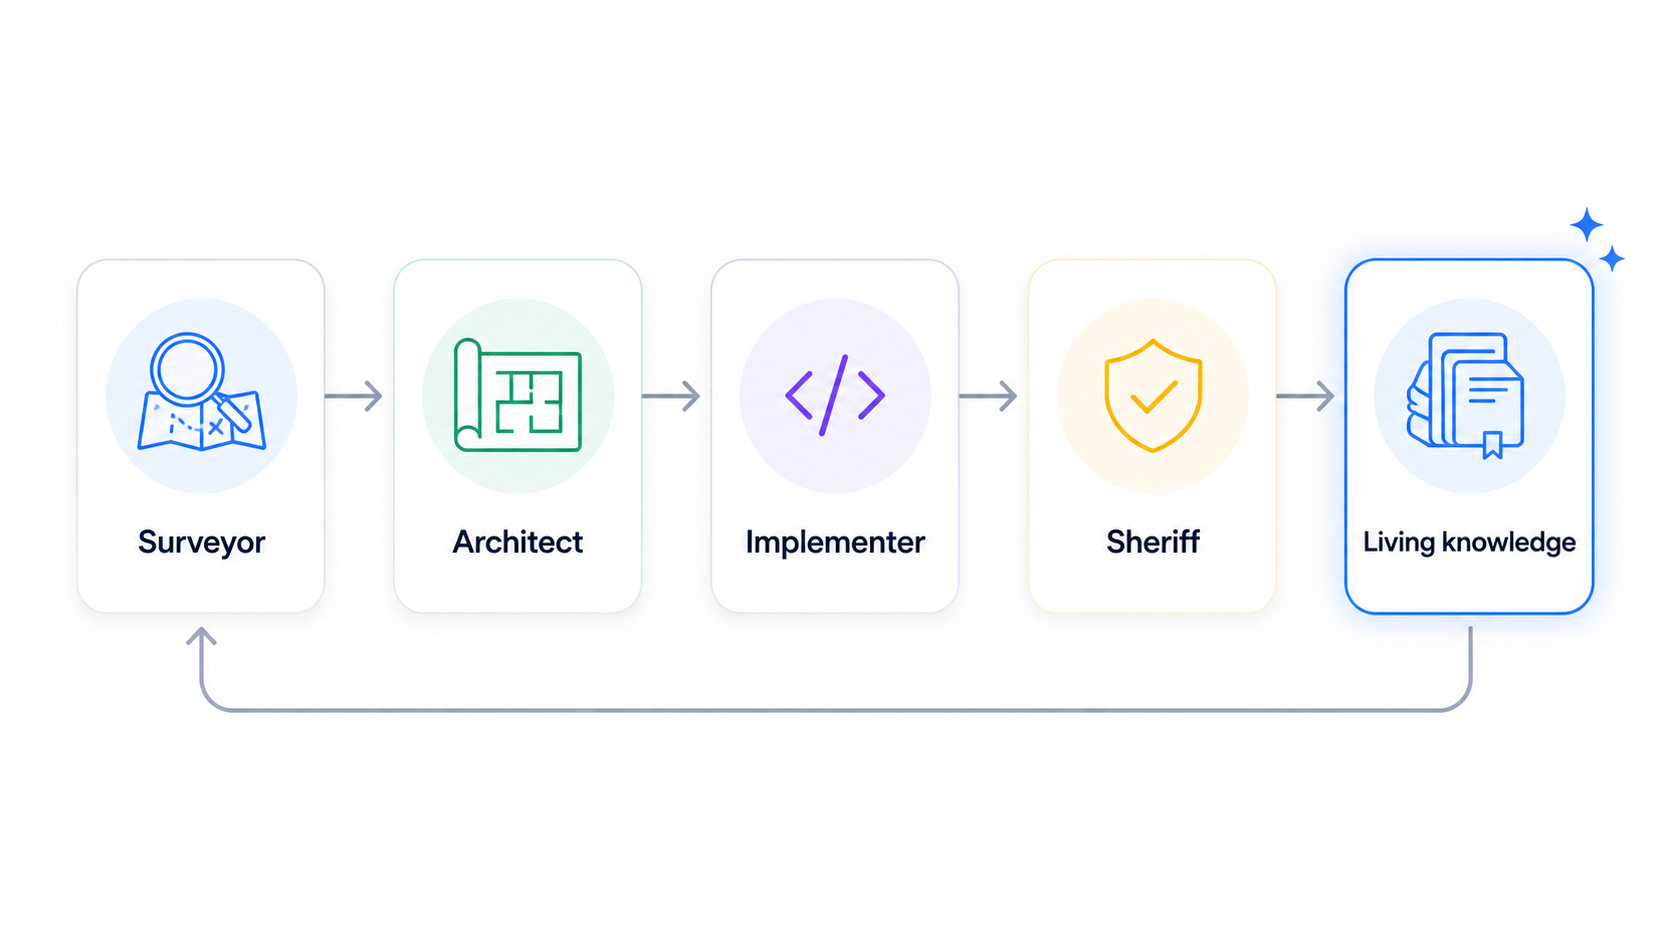 Surveyor
Architect
Implementer
Sheriff
Living knowledge